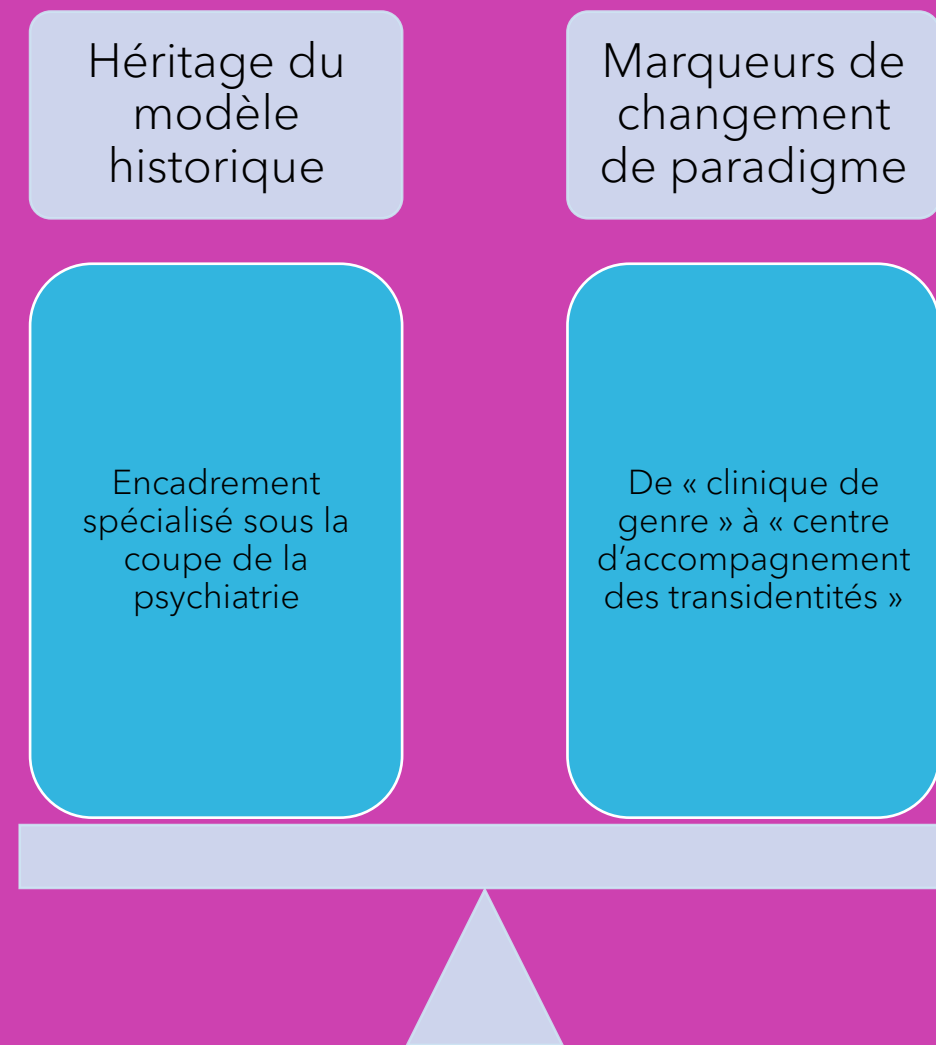 Héritage du
modèle
historique
Marqueurs de
changement
de paradigme
Encadrement
spécialisé sous la
coupe de la
psychiatrie
De « clinique de
genre » à « centre
d’accompagnement
des transidentités »